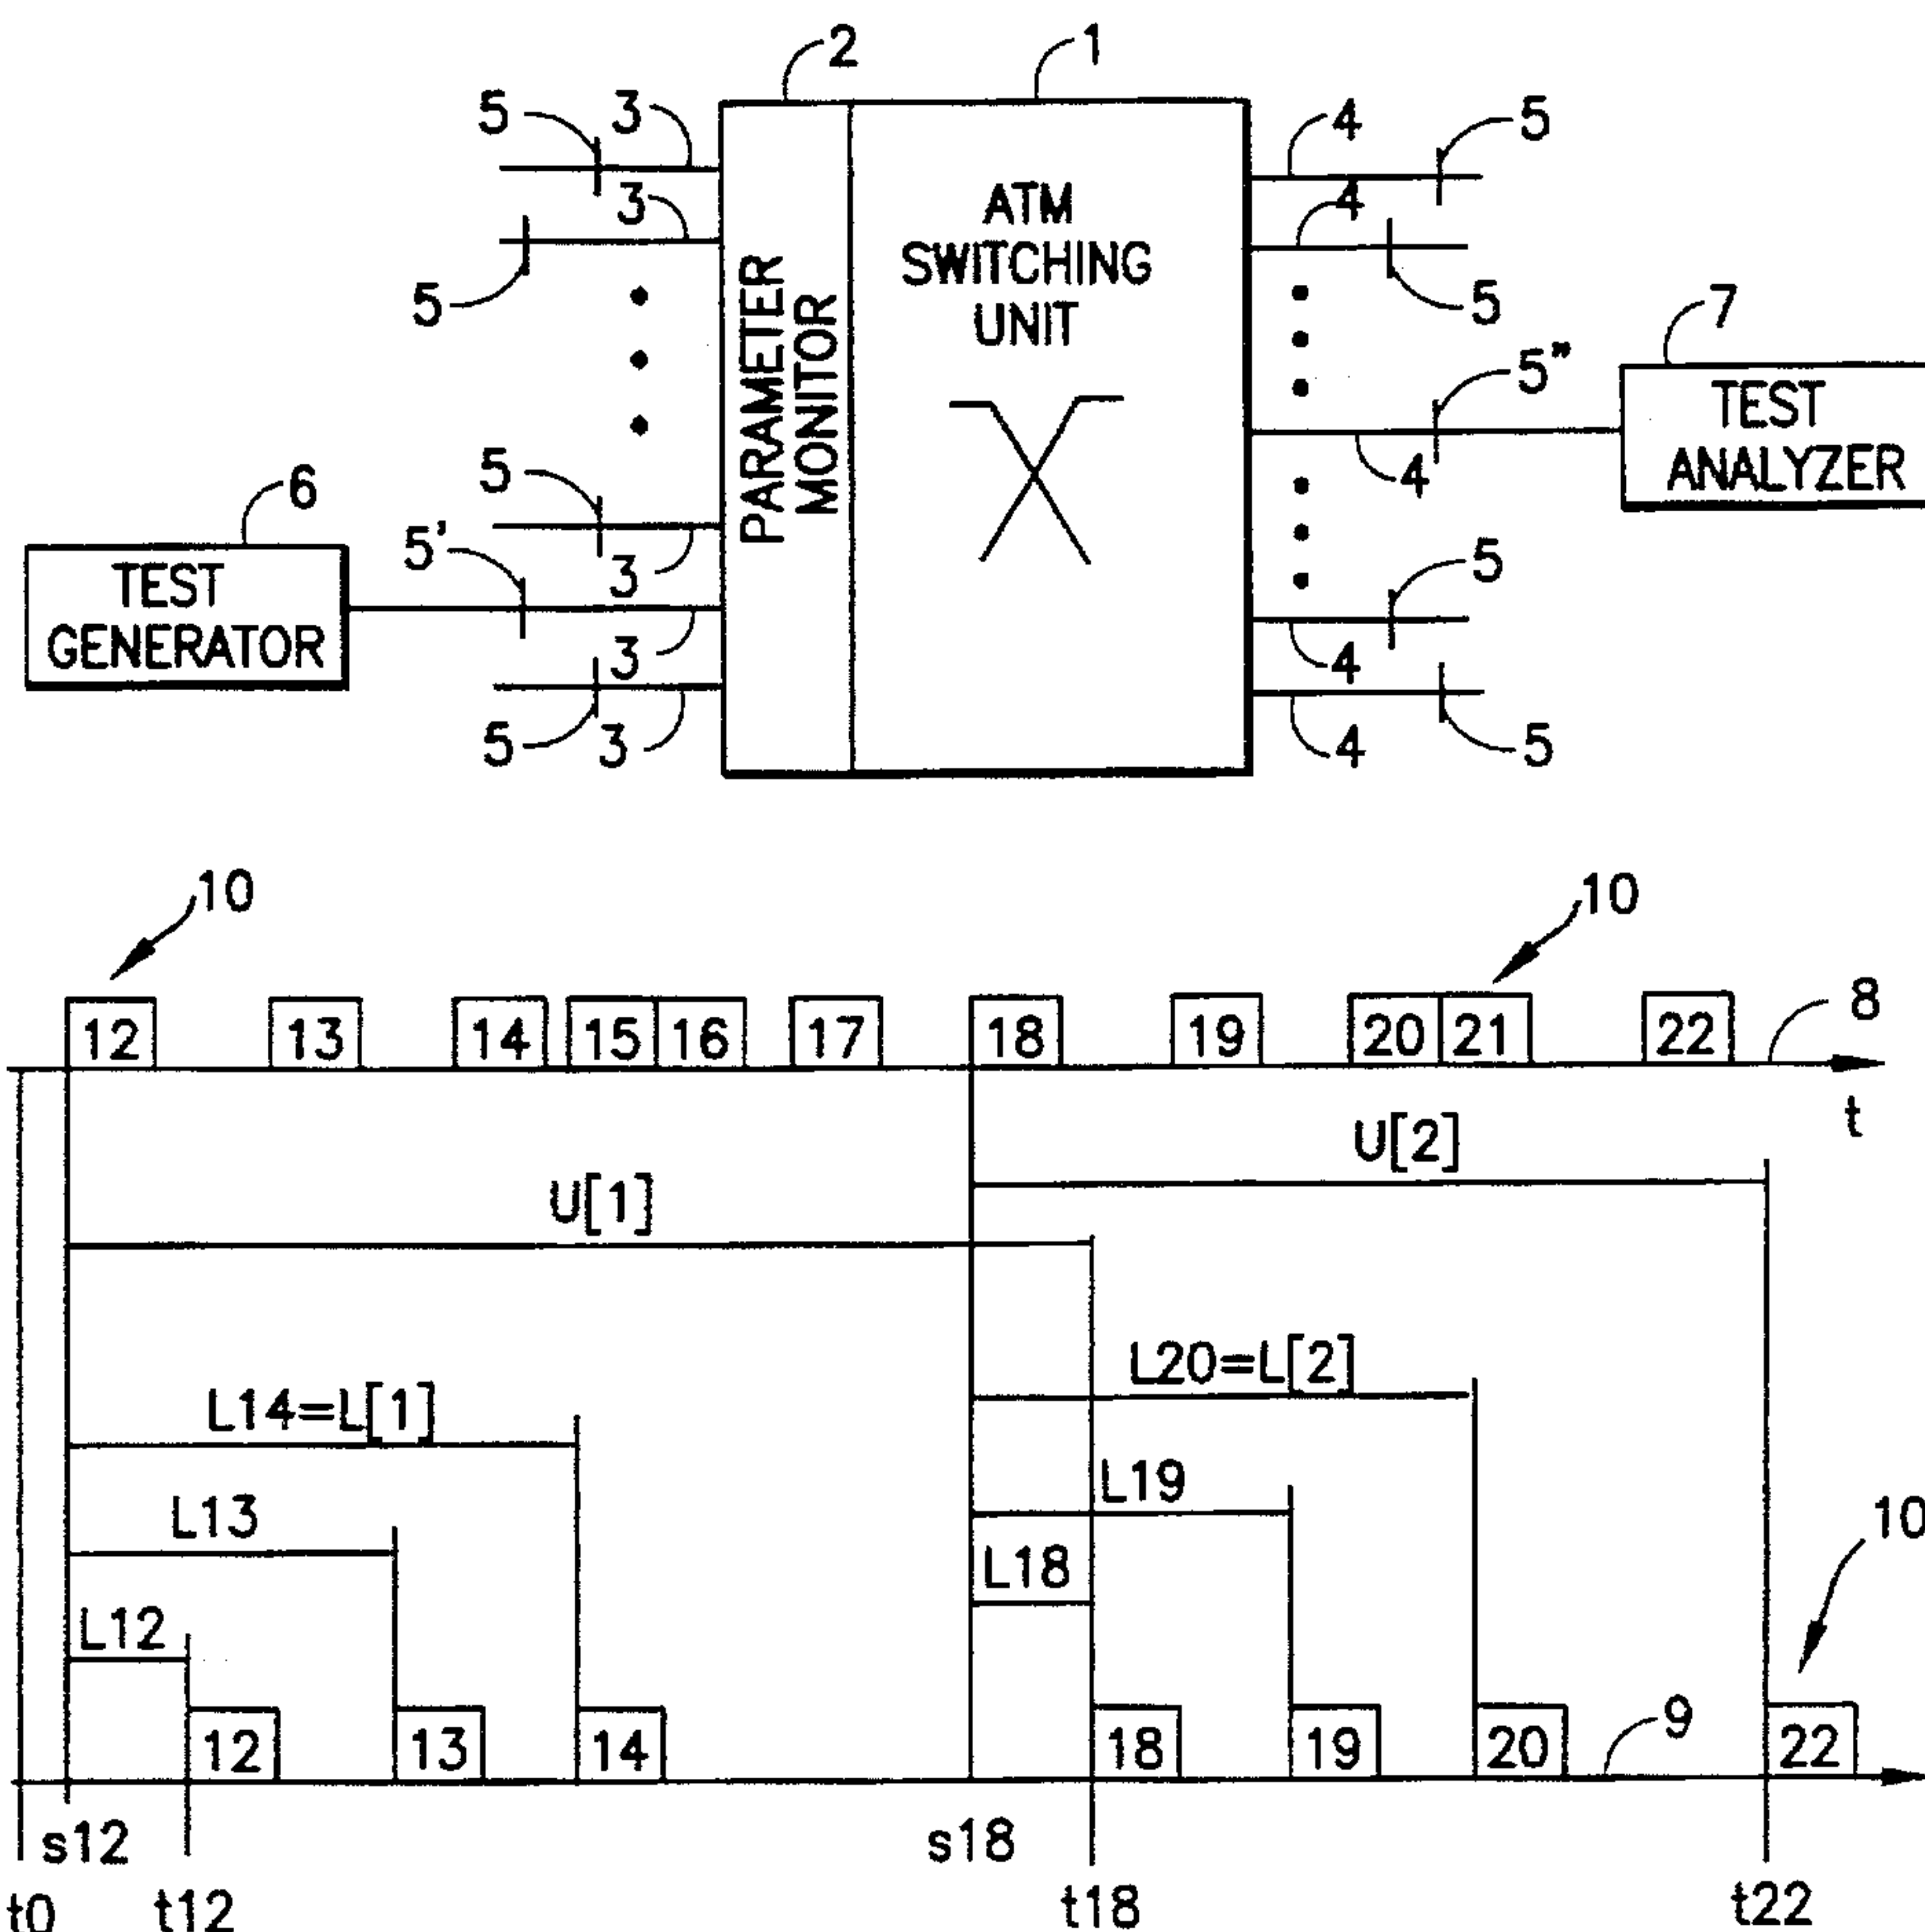 2
1
5
3
4
5
3
4
5
5
ATM
SWITCHING
UNIT
PARAMETER
MONITOR
7
5"
TEST
ANALYZER
4
6
5
5'
3
5
TEST
GENERATOR
3
4
5
3
4
5
10
10
12 13 14 15 16 17 18 19 20 21 22
8
t
U[2]
U[1]
L20=L[2]
L14=L[1]
L19
L13
10
L18
L12
12 13 14 18 19 20 22
9
s12
s18
t0
t12
t18
t22